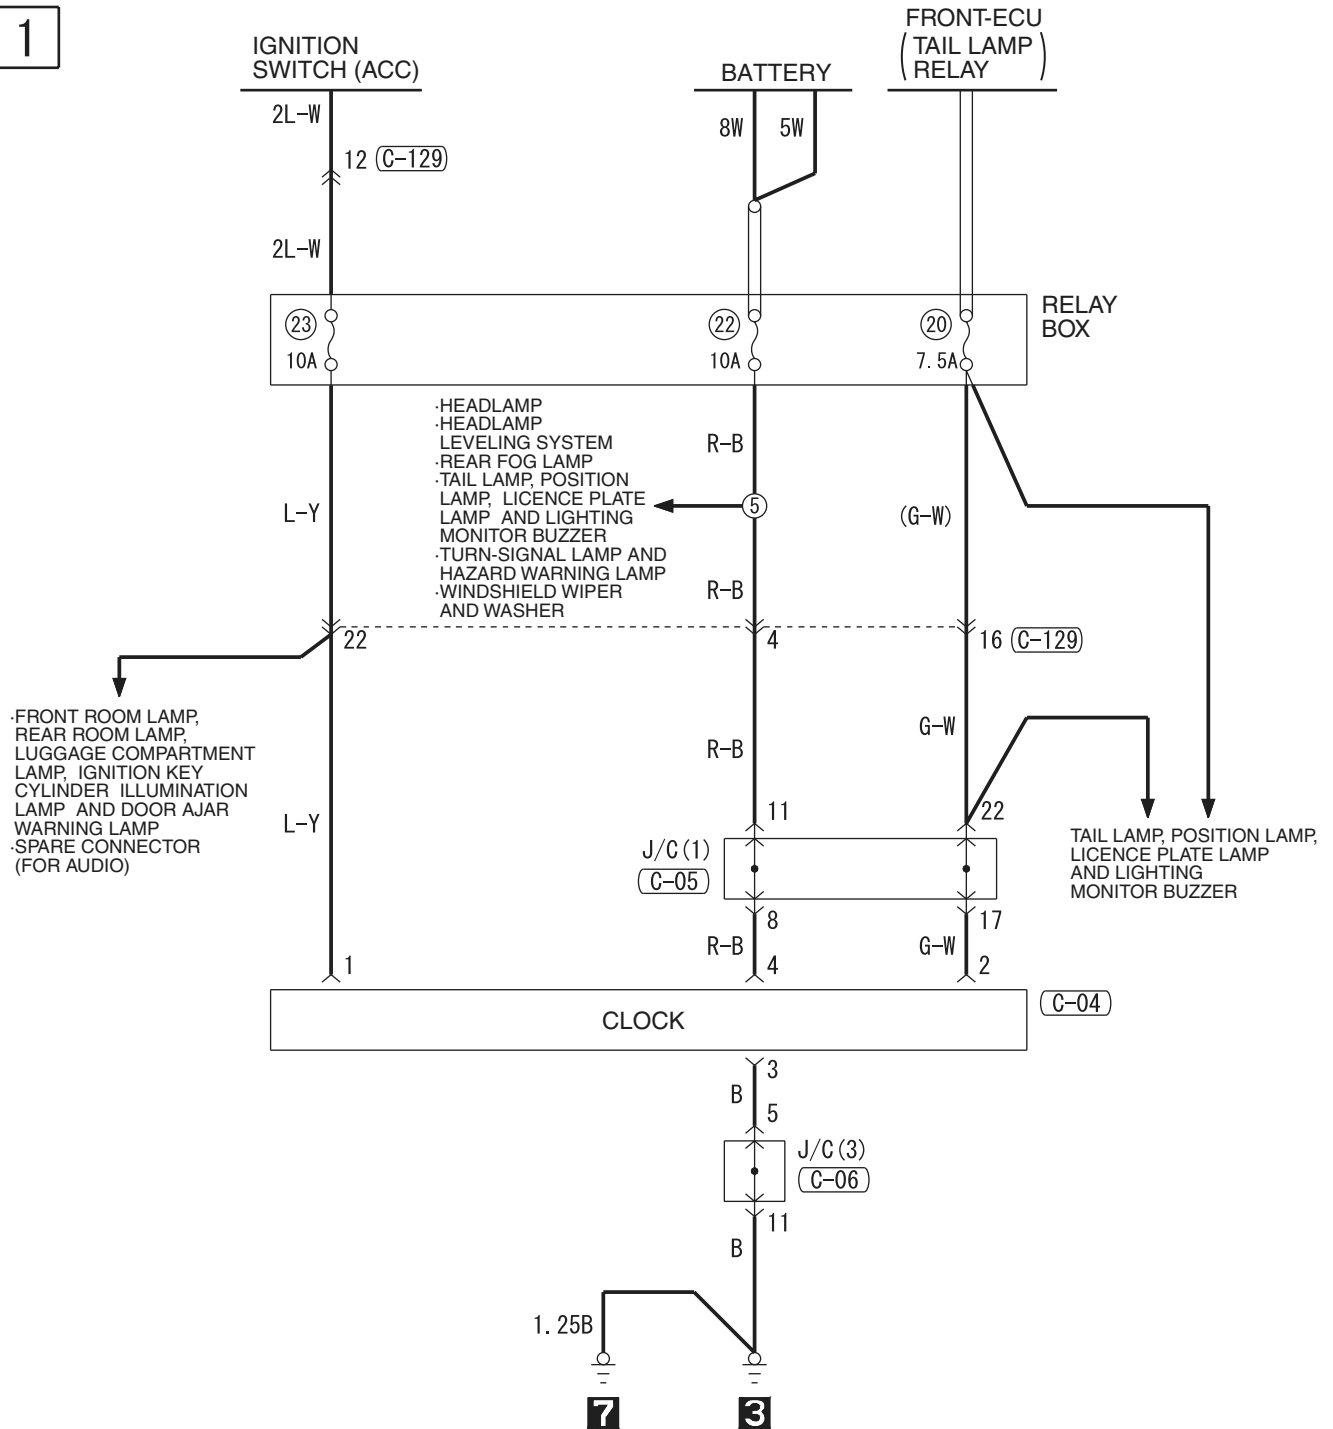 1
IGNITION
SWITCH (ACC)
BATTERY
FRONT-ECU
(TAIL LAMP
RELAY)
2L-W
8W
5W
12
C-129
2L-W
RELAY
BOX
23
10A
22
10A
20
7.5A
·HEADLAMP
·HEADLAMP
LEVELING SYSTEM
·REAR FOG LAMP
·TAIL LAMP, POSITION
LAMP, LICENCE PLATE
LAMP AND LIGHTING
MONITOR BUZZER
·TURN-SIGNAL LAMP AND
HAZARD WARNING LAMP
·WINDSHIELD WIPER
AND WASHER
R-B
5
L-Y
(G-W)
R-B
22
4
16
C-129
·FRONT ROOM LAMP,
REAR ROOM LAMP,
LUGGAGE COMPARTMENT
LAMP, IGNITION KEY
CYLINDER ILLUMINATION
LAMP AND DOOR AJAR
WARNING LAMP
·SPARE CONNECTOR
(FOR AUDIO)
R-B
G-W
L-Y
11
22
TAIL LAMP, POSITION LAMP,
LICENCE PLATE LAMP
AND LIGHTING
MONITOR BUZZER
J/C(1)
C-05
8
17
R-B
G-W
1
4
2
CLOCK
C-04
3
B
5
J/C(3)
C-06
11
B
1.25B
7
3